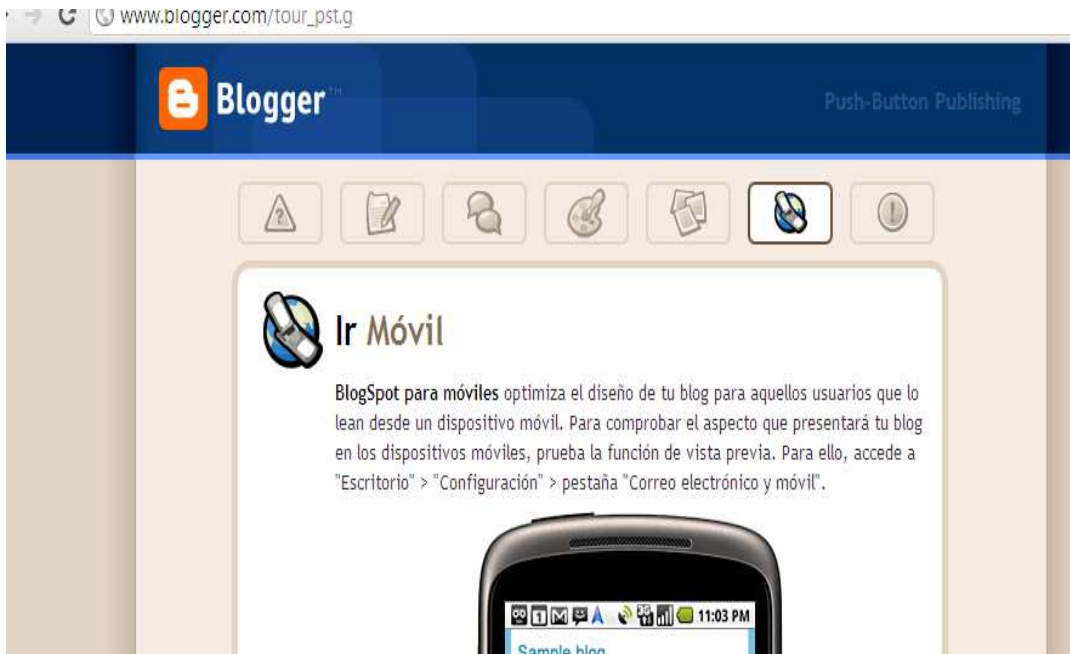 www.blogger.com/tour_pst.g
Blogger™
Push-Button Publishing
Ir Móvil
BlogSpot para móviles optimiza el diseño de tu blog para aquellos usuarios que lo
lean desde un dispositivo móvil. Para comprobar el aspecto que presentará tu blog
en los dispositivos móviles, prueba la función de vista previa. Para ello, accede a
"Escritorio" > "Configuración" > pestaña "Correo electrónico y móvil".
11:03 PM
Sample blog